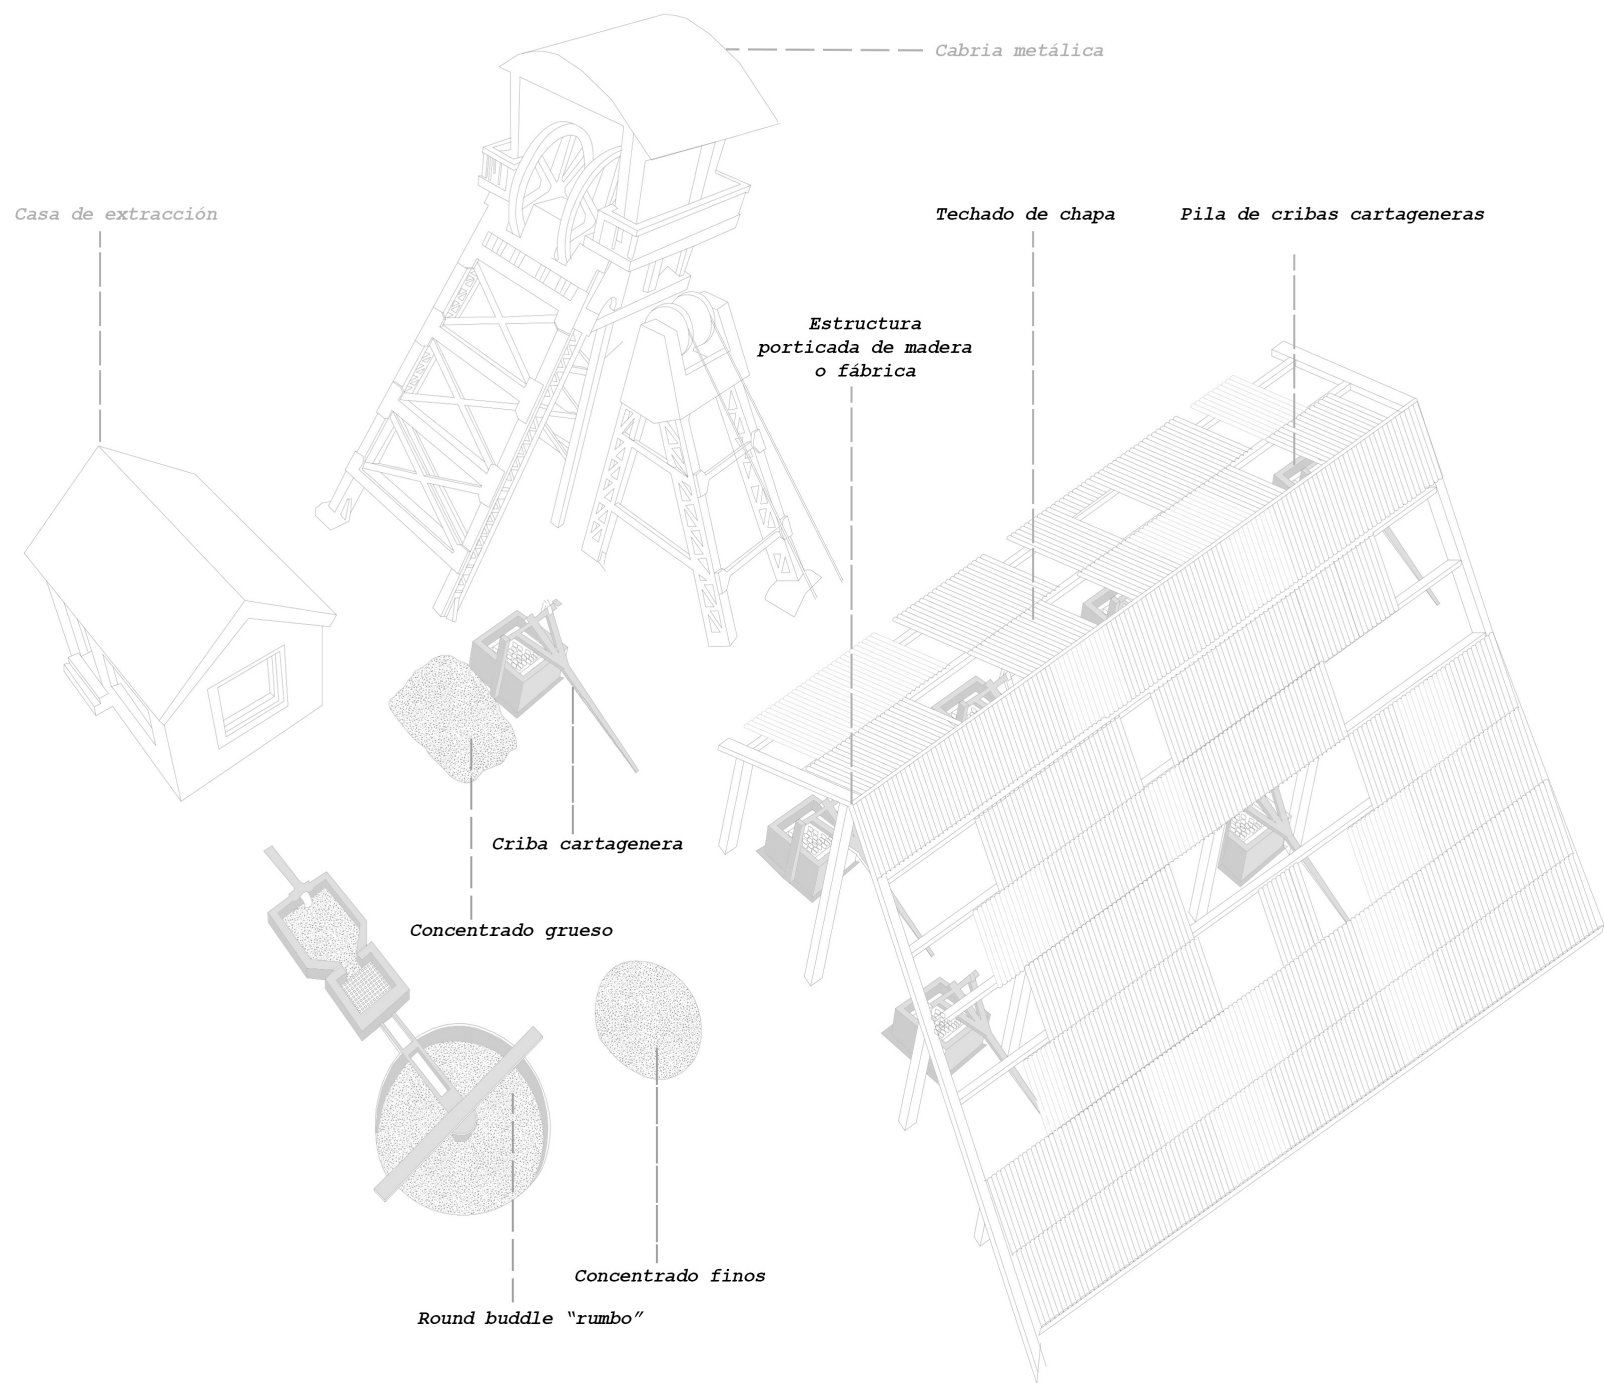 Cabria metálica
Casa de extracción
Techado de chapa
Pila de cribas cartageneras
Estructura
porticada de madera
o fábrica
Criba cartagenera
Concentrado grueso
Concentrado finos
Round buddle “rumbo”